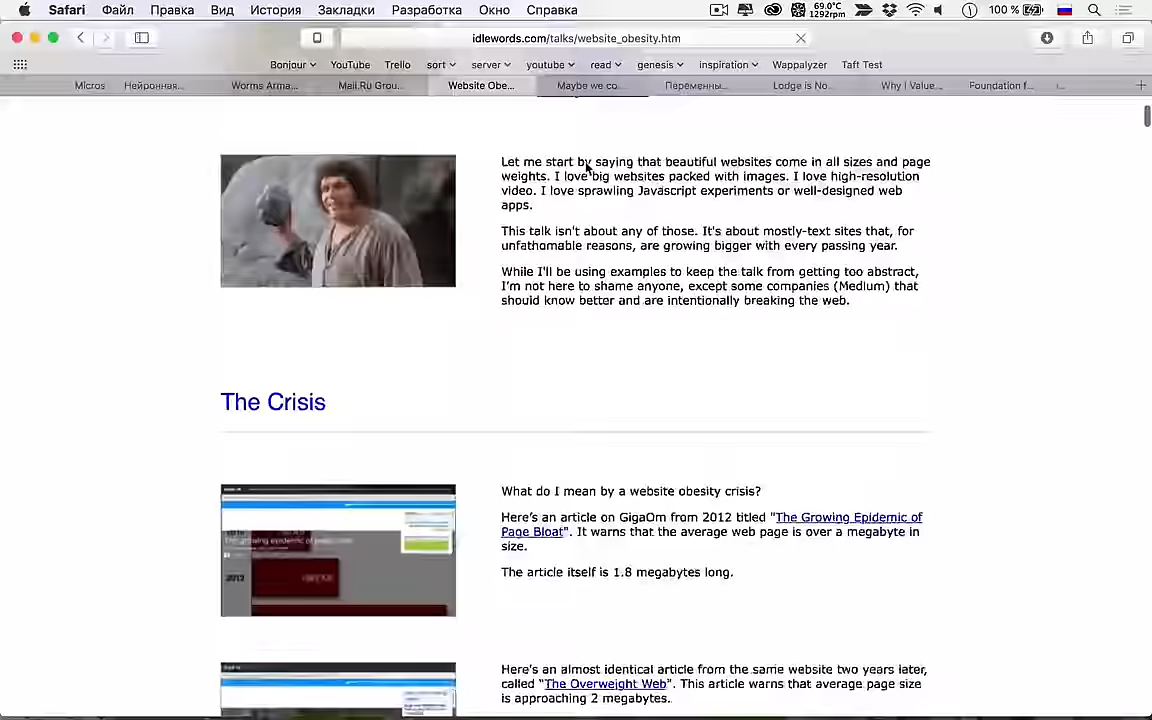 Safari Файл Правка Вид История Закладки Разработка Окно Справка 69.0°C 1292rpm 100 %
idlewords.com/talks/website_obesity.htm
Bonjour YouTube Trello sort server youtube read genesis inspiration Wappalyzer Taft Test
Micros Нейронная... Worms Arma... Mail.Ru Grou... Website Obe... Maybe we co... Переменны... Lodge is No... Why I Value... Foundation f...
Let me start by saying that beautiful websites come in all sizes and page
weights. I love big websites packed with images. I love high-resolution
video. I love sprawling Javascript experiments or well-designed web
apps.
This talk isn't about any of those. It's about mostly-text sites that, for
unfathomable reasons, are growing bigger with every passing year.
While I'll be using examples to keep the talk from getting too abstract,
I'm not here to shame anyone, except some companies (Medium) that
should know better and are intentionally breaking the web.
The Crisis
What do I mean by a website obesity crisis?
Here's an article on GigaOm from 2012 titled "The Growing Epidemic of
Page Bloat". It warns that the average web page is over a megabyte in
size.
The article itself is 1.8 megabytes long.
The growing epidemic of page bloat
2012
Here's an almost identical article from the same website two years later,
called "The Overweight Web". This article warns that average page size
is approaching 2 megabytes.